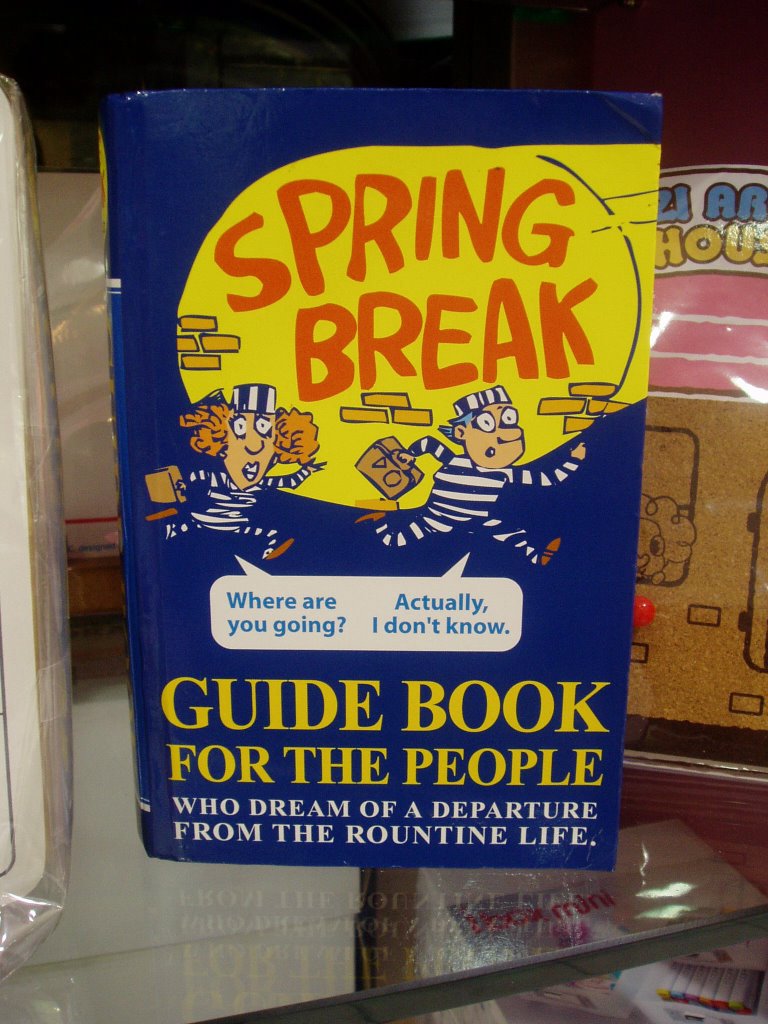 SPRING
BREAK
Where are
you going?
Actually,
I don't know.
GUIDE BOOK
FOR THE PEOPLE
WHO DREAM OF A DEPARTURE
FROM THE ROUNTINE LIFE.